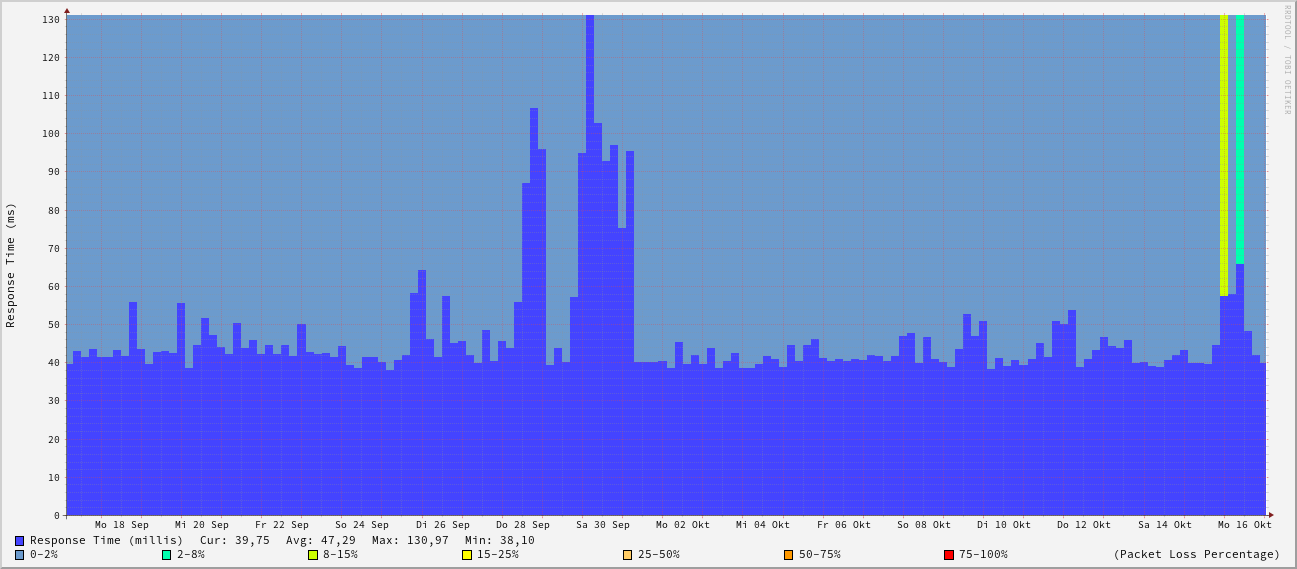 RRDTOOL / TOBI OETIKER
Response Time (ms)
130
120
110
100
90
80
70
60
50
40
30
20
10
0
Mo 18 Sep Mi 20 Sep Fr 22 Sep So 24 Sep Di 26 Sep Do 28 Sep Sa 30 Sep Mo 02 Okt Mi 04 Okt Fr 06 Okt So 08 Okt Di 10 Okt Do 12 Okt Sa 14 Okt Mo 16 Okt
Response Time (millis) Cur: 39,75 Avg: 47,29 Max: 130,97 Min: 38,10
0-2% 2-8% 8-15% 15-25% 25-50% 50-75% 75-100% (Packet Loss Percentage)